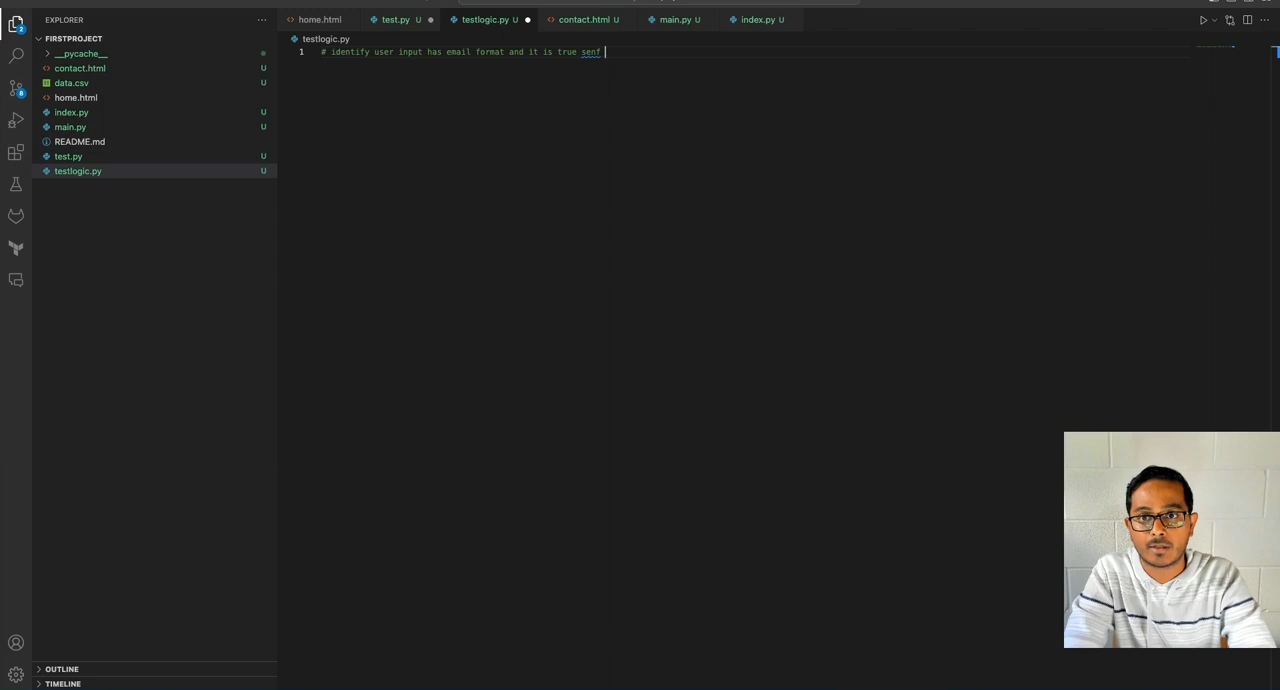 EXPLORER
FIRSTPROJECT
__pycache__
contact.html U
data.csv U
home.html
index.py U
main.py U
README.md
test.py U
testlogic.py U
OUTLINE
TIMELINE
2
8
home.html
test.py U
testlogic.py U
contact.html U
main.py U
index.py U
testlogic.py
1 # identify user input has email format and it is true senf